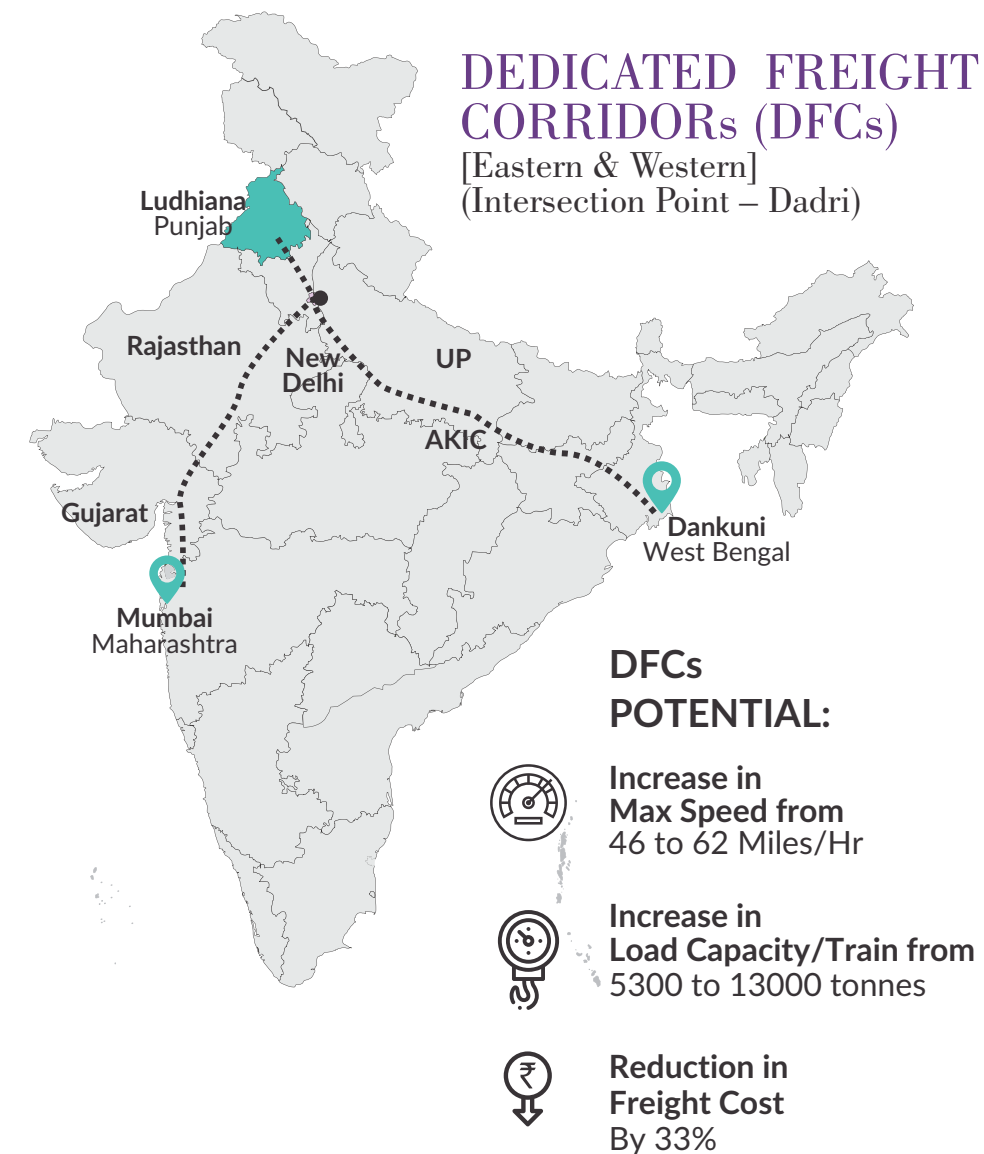 DEDICATED FREIGHT
CORRIDORs (DFCs)
[Eastern & Western]
(Intersection Point – Dadri)
Ludhiana
Punjab
Rajasthan
New
Delhi
UP
AKIC
Gujarat
Dankuni
West Bengal
Mumbai
Maharashtra
DFCs
POTENTIAL:
Increase in
Max Speed from
46 to 62 Miles/Hr
Increase in
Load Capacity/Train from
5300 to 13000 tonnes
₹
Reduction in
Freight Cost
By 33%